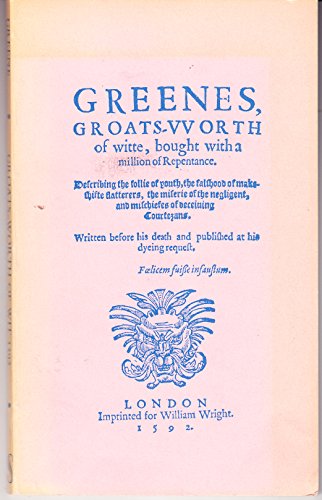 GREENES,
GROATS-VVORTH
of witte, bought with a
million of Repentance.
Describing the follie of youth, the falshood of make-
shifte flatterers, the miserie of the negligent,
and mischiefes of deceiving
Courtezans.
Written before his death and published at his
dyeing request.
Fœlicem fuisse infaustum.
LONDON
Imprinted for William Wright.
1592.